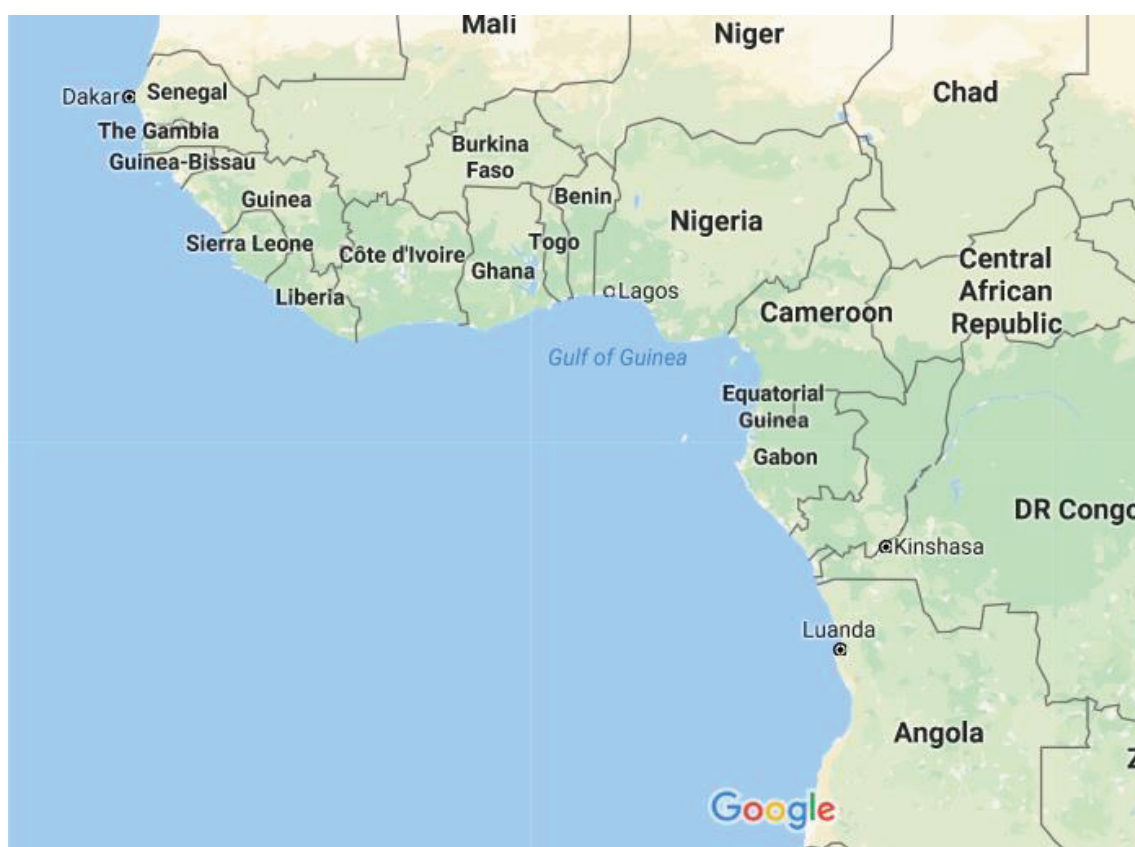 Mali
Niger
Chad
Dakar
Senegal
The Gambia
Guinea-Bissau
Burkina
Faso
Guinea
Benin
Nigeria
Sierra Leone
Côte d'Ivoire
Togo
Ghana
Liberia
Lagos
Central
African
Republic
Cameroon
Gulf of Guinea
Equatorial
Guinea
Gabon
DR Congo
Kinshasa
Luanda
Angola
Z
Google